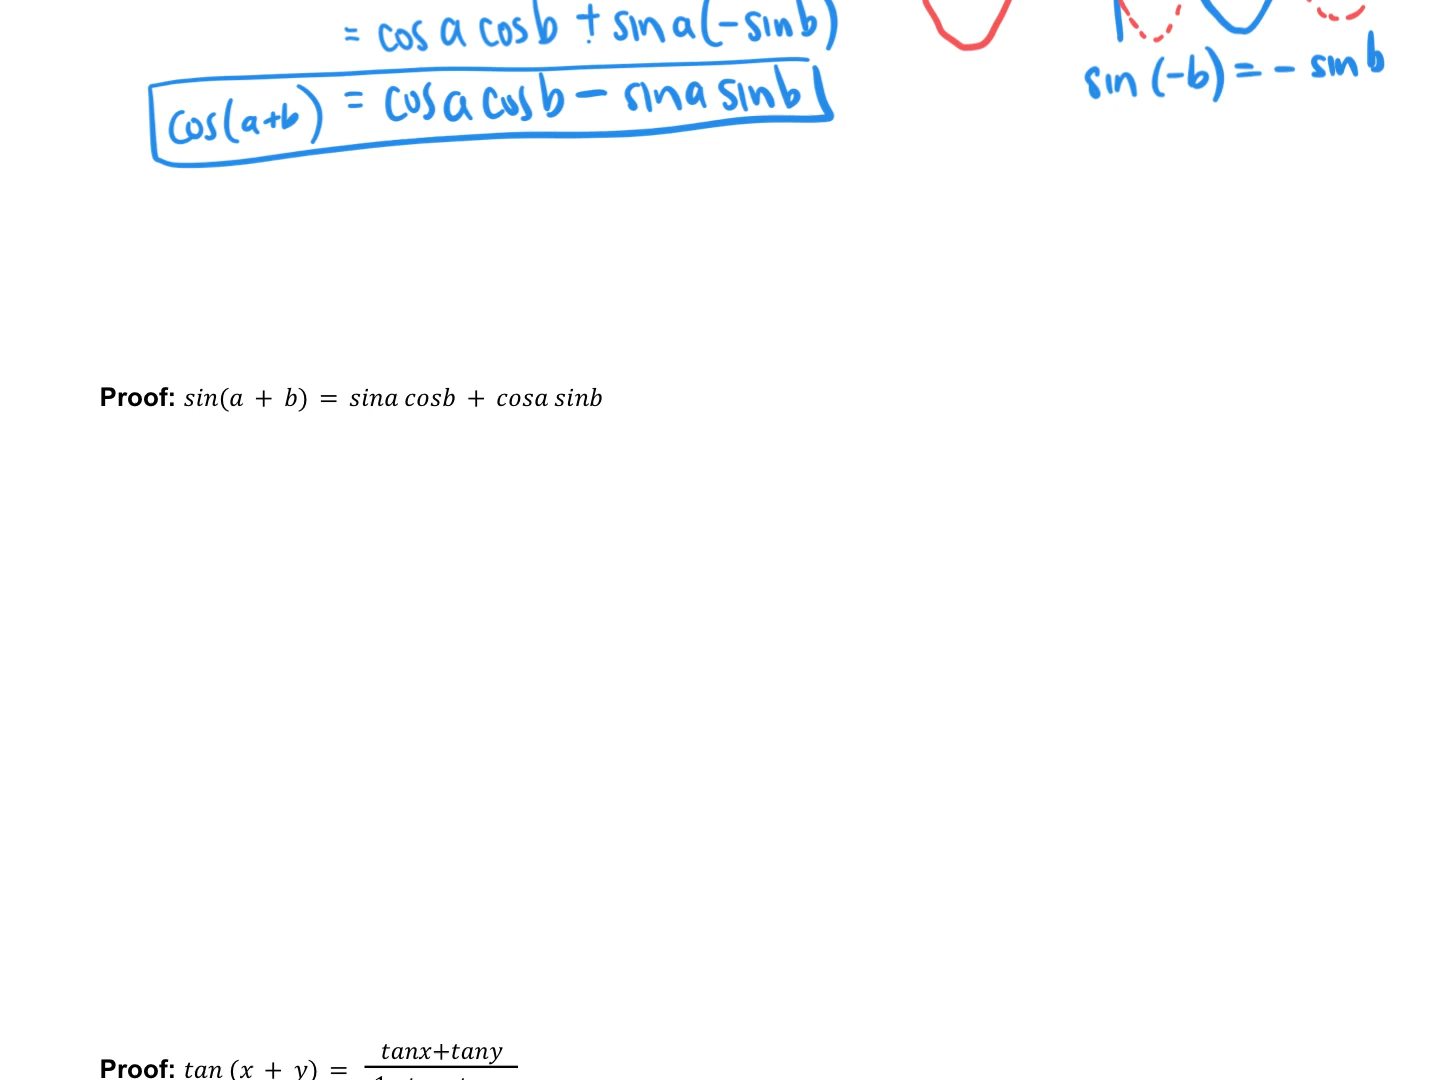 = cos a cos b + sin a (- sin b)
cos(a+b) = cos a cos b - sin a sin b
sin (-b) = - sin b
Proof: sin(a + b) = sina cosb + cosa sinb
Proof: tan (x + y) = tanx+tany